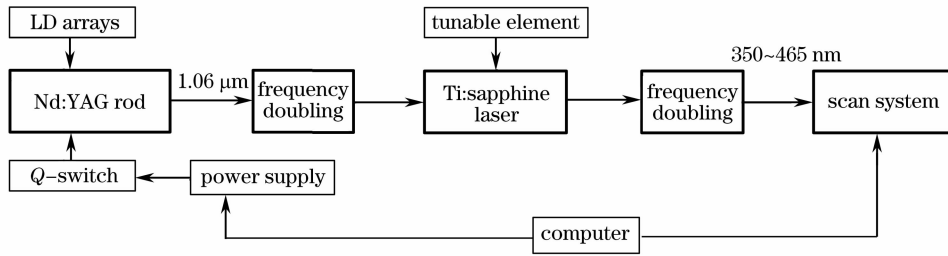 LD arrays
tunable element
350~465 nm
1.06 μm
Nd:YAG rod
frequency
doubling
Ti:sapphine
laser
frequency
doubling
scan system
Q-switch
power supply
computer